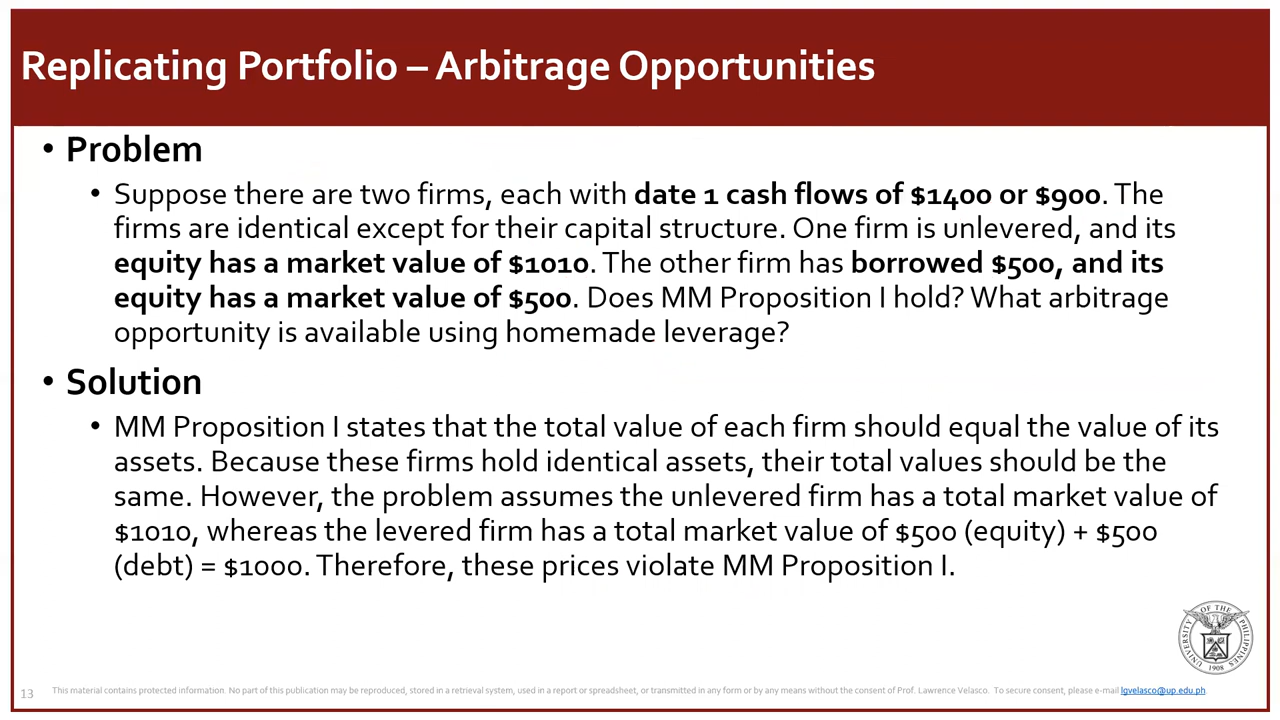 Replicating Portfolio – Arbitrage Opportunities
• Problem
• Suppose there are two firms, each with date 1 cash flows of $1400 or $900. The
firms are identical except for their capital structure. One firm is unlevered, and its
equity has a market value of $1010. The other firm has borrowed $500, and its
equity has a market value of $500. Does MM Proposition I hold? What arbitrage
opportunity is available using homemade leverage?
• Solution
• MM Proposition I states that the total value of each firm should equal the value of its
assets. Because these firms hold identical assets, their total values should be the
same. However, the problem assumes the unlevered firm has a total market value of
$1010, whereas the levered firm has a total market value of $500 (equity) + $500
(debt) = $1000. Therefore, these prices violate MM Proposition I.
UNIVERSITY OF THE PHILIPPINES
1908
13
This material contains protected information. No part of this publication may be reproduced, stored in a retrieval system, used in a report or spreadsheet, or transmitted in any form or by any means without the consent of Prof. Lawrence Velasco. To secure consent, please e-mail lgvelasco@up.edu.ph.